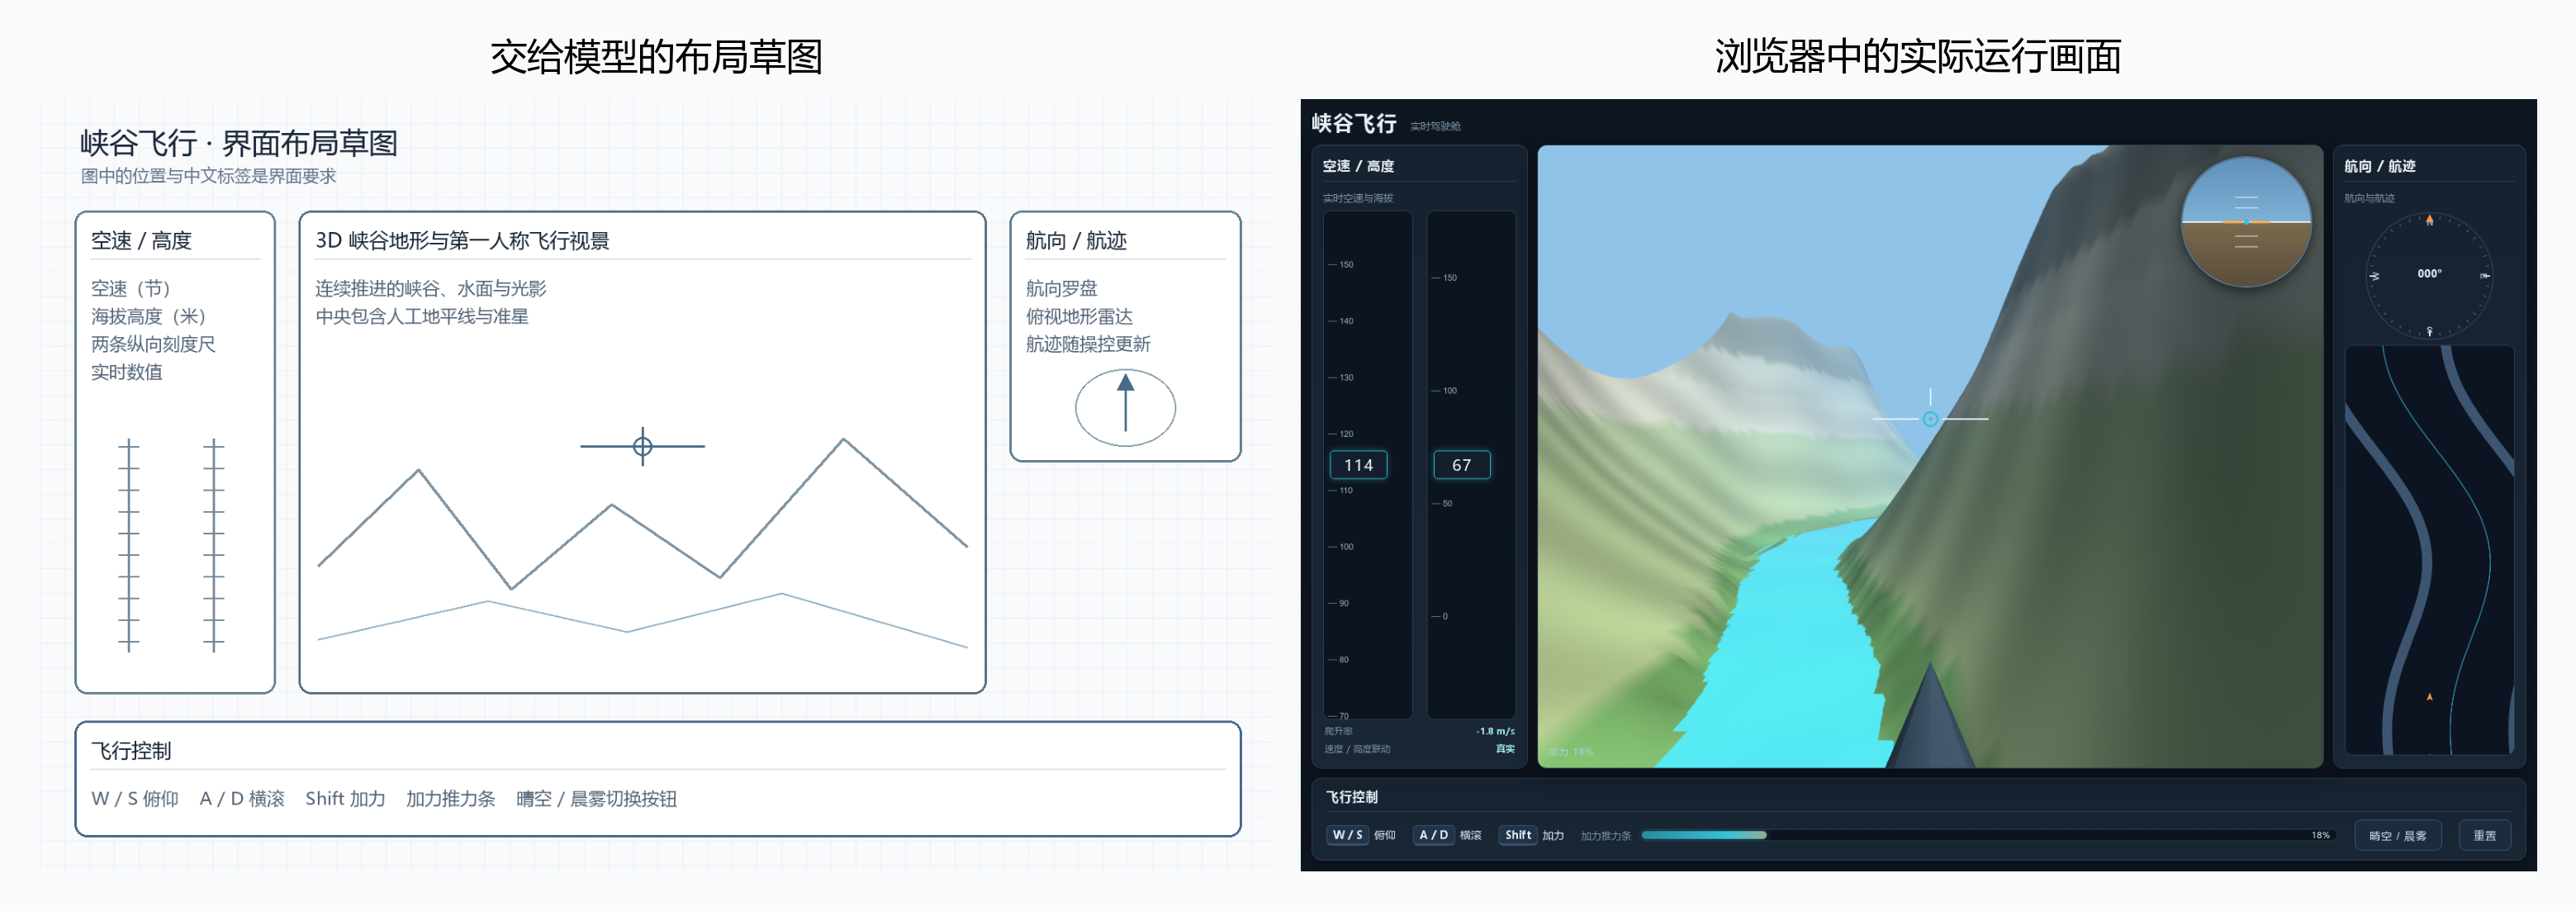 交给模型的布局草图
浏览器中的实际运行画面
峡谷飞行 · 界面布局草图
图中的位置与中文标签是界面要求
空速 / 高度
空速（节）
海拔高度（米）
两条纵向刻度尺
实时数值
3D 峡谷地形与第一人称飞行视景
连续推进的峡谷、水面与光影
中央包含人工地平线与准星
航向 / 航迹
航向罗盘
俯视地形雷达
航迹随操控更新
飞行控制
W / S 俯仰 A / D 横滚 Shift 加力 加力推力条 晴空 / 晨雾切换按钮
峡谷飞行 实时驾驶舱
空速 / 高度
实时空速与海拔
150
140
130
120
114
110
100
90
80
70
150
100
67
50
0
爬升率 -1.8 m/s
速度 / 高度联动 真实
加力 18%
航向 / 航迹
航向与航迹
N
W 000° E
S
飞行控制
W / S 俯仰 A / D 横滚 Shift 加力 加力推力条 18% 晴空 / 晨雾 重置